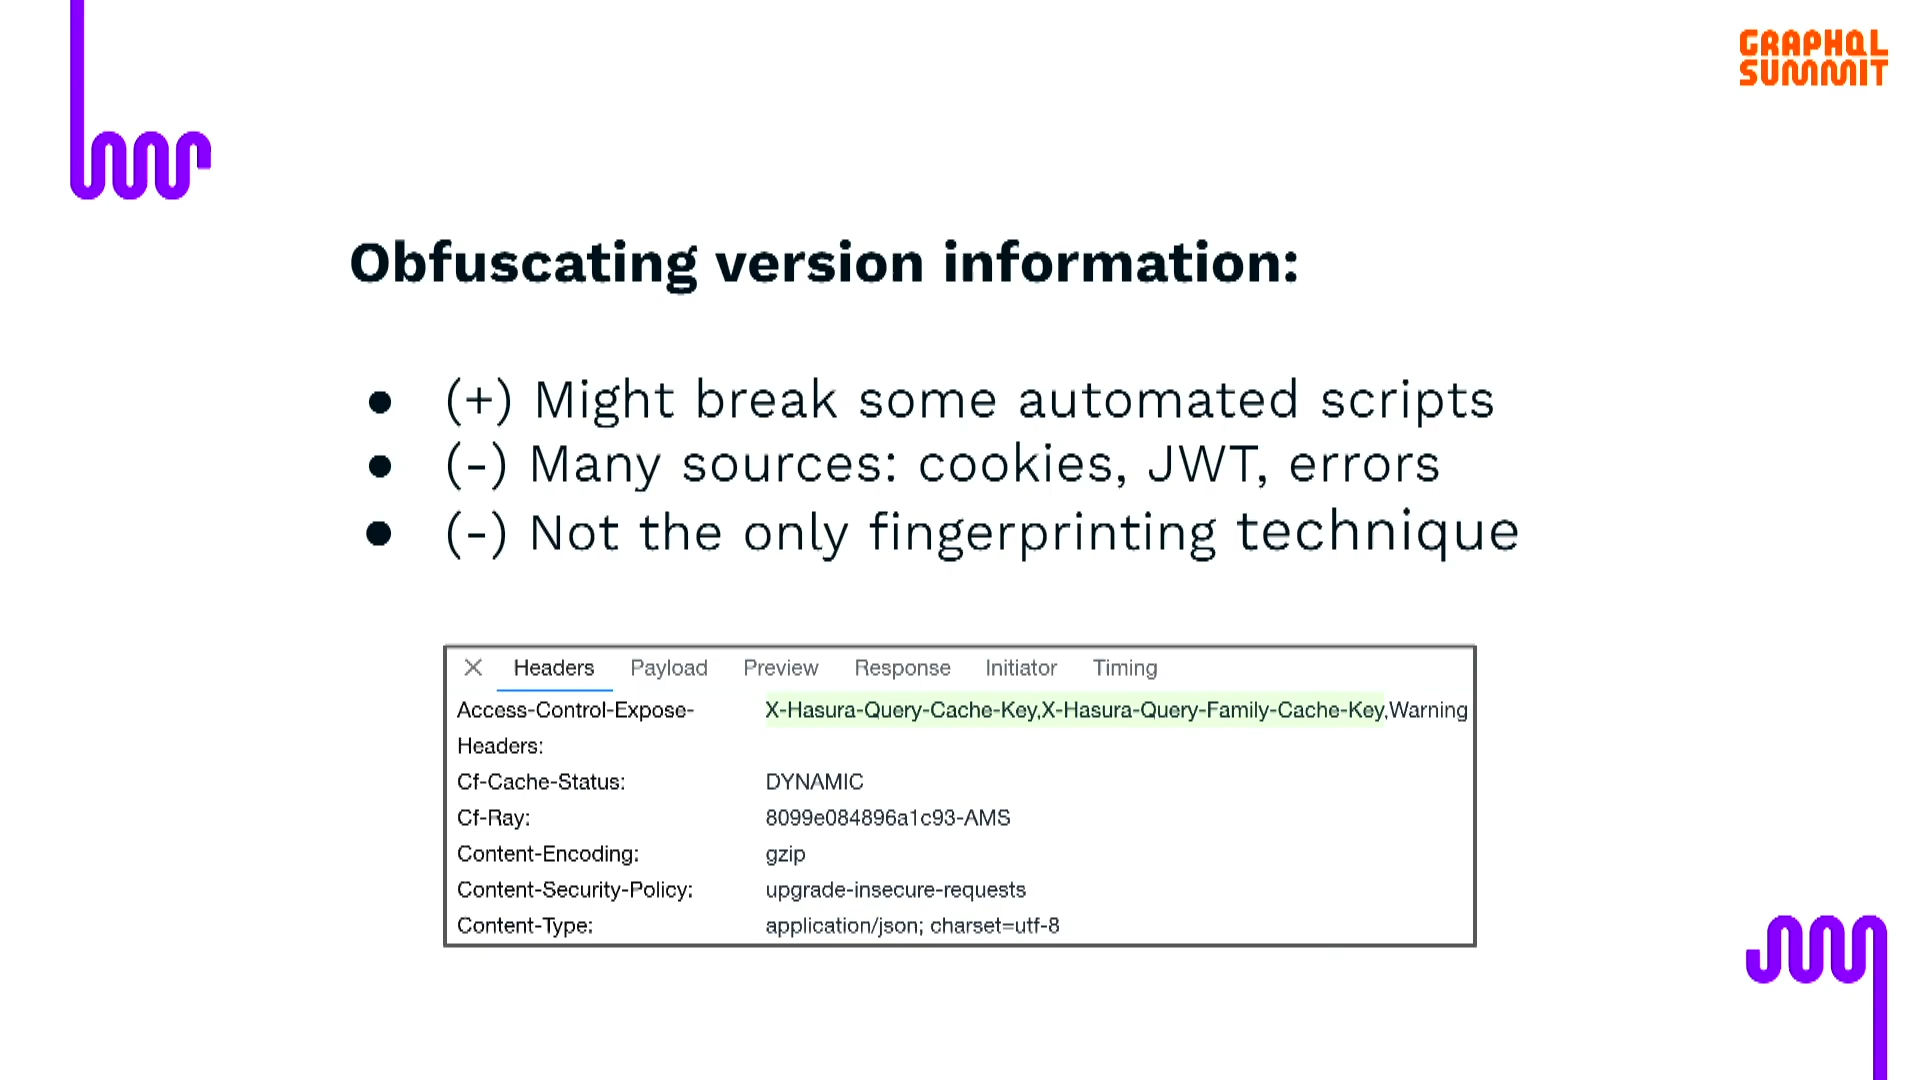 GRAPHQL
SUMMIT
Obfuscating version information:
● (+) Might break some automated scripts
● (-) Many sources: cookies, JWT, errors
● (-) Not the only fingerprinting technique
Headers Payload Preview Response Initiator Timing
Access-Control-Expose- X-Hasura-Query-Cache-Key,X-Hasura-Query-Family-Cache-Key,Warning
Headers:
Cf-Cache-Status: DYNAMIC
Cf-Ray: 8099e084896a1c93-AMS
Content-Encoding: gzip
Content-Security-Policy: upgrade-insecure-requests
Content-Type: application/json; charset=utf-8